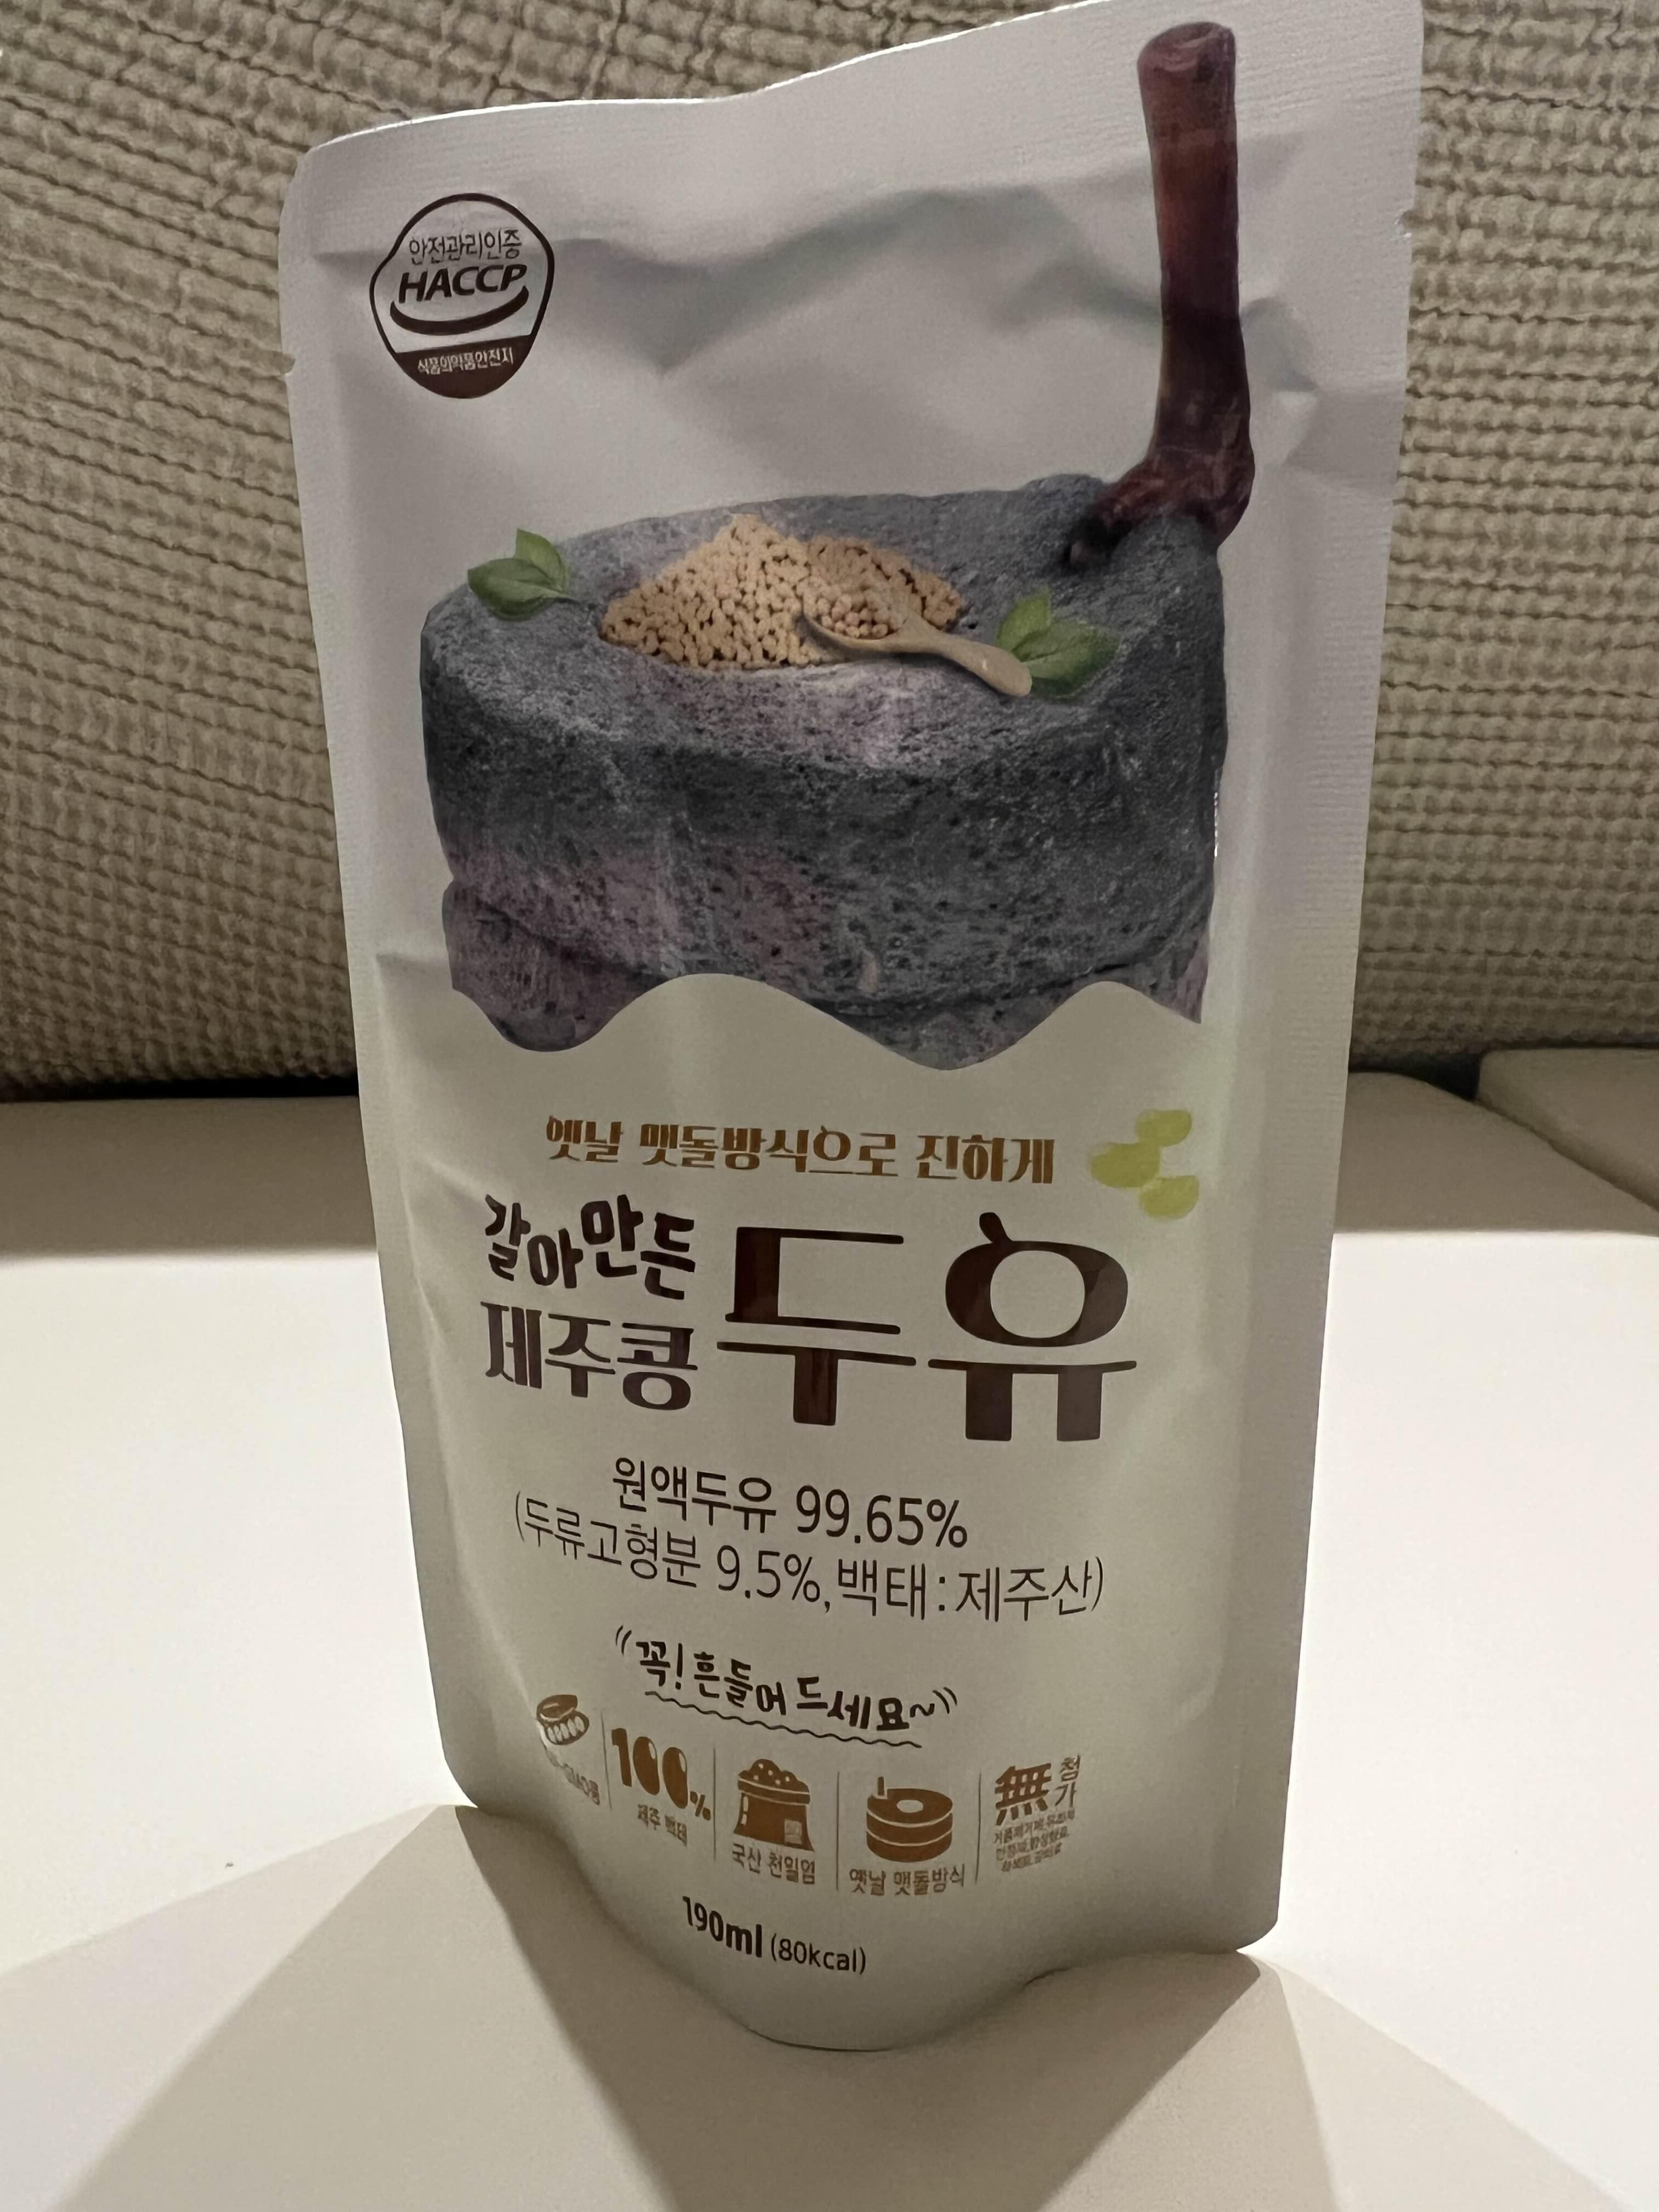 안전관리인증
HACCP
식품의약품안전처
옛날 맷돌방식으로 진하게
갈아만든
제주콩
두유
원액두유 99.65%
(두류고형분 9.5%, 백태 : 제주산)
꼭! 흔들어 드세요~
100%
제주 백태
국산 천일염
옛날 맷돌방식
無 첨가
190ml (80kcal)